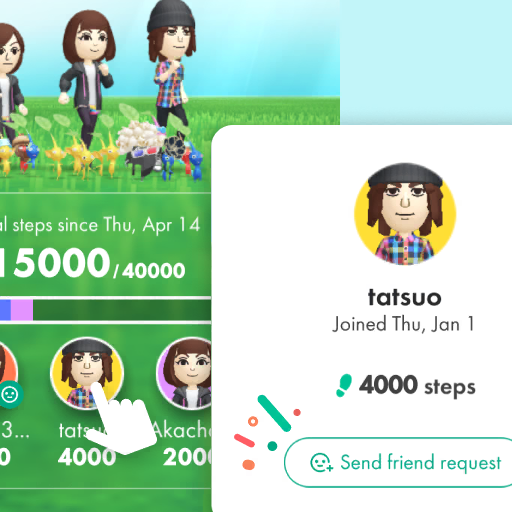 al steps since Thu, Apr 14
15000/40000
3... tats Akach
0 4000 2000
tatsuo
Joined Thu, Jan 1
4000 steps
Send friend request